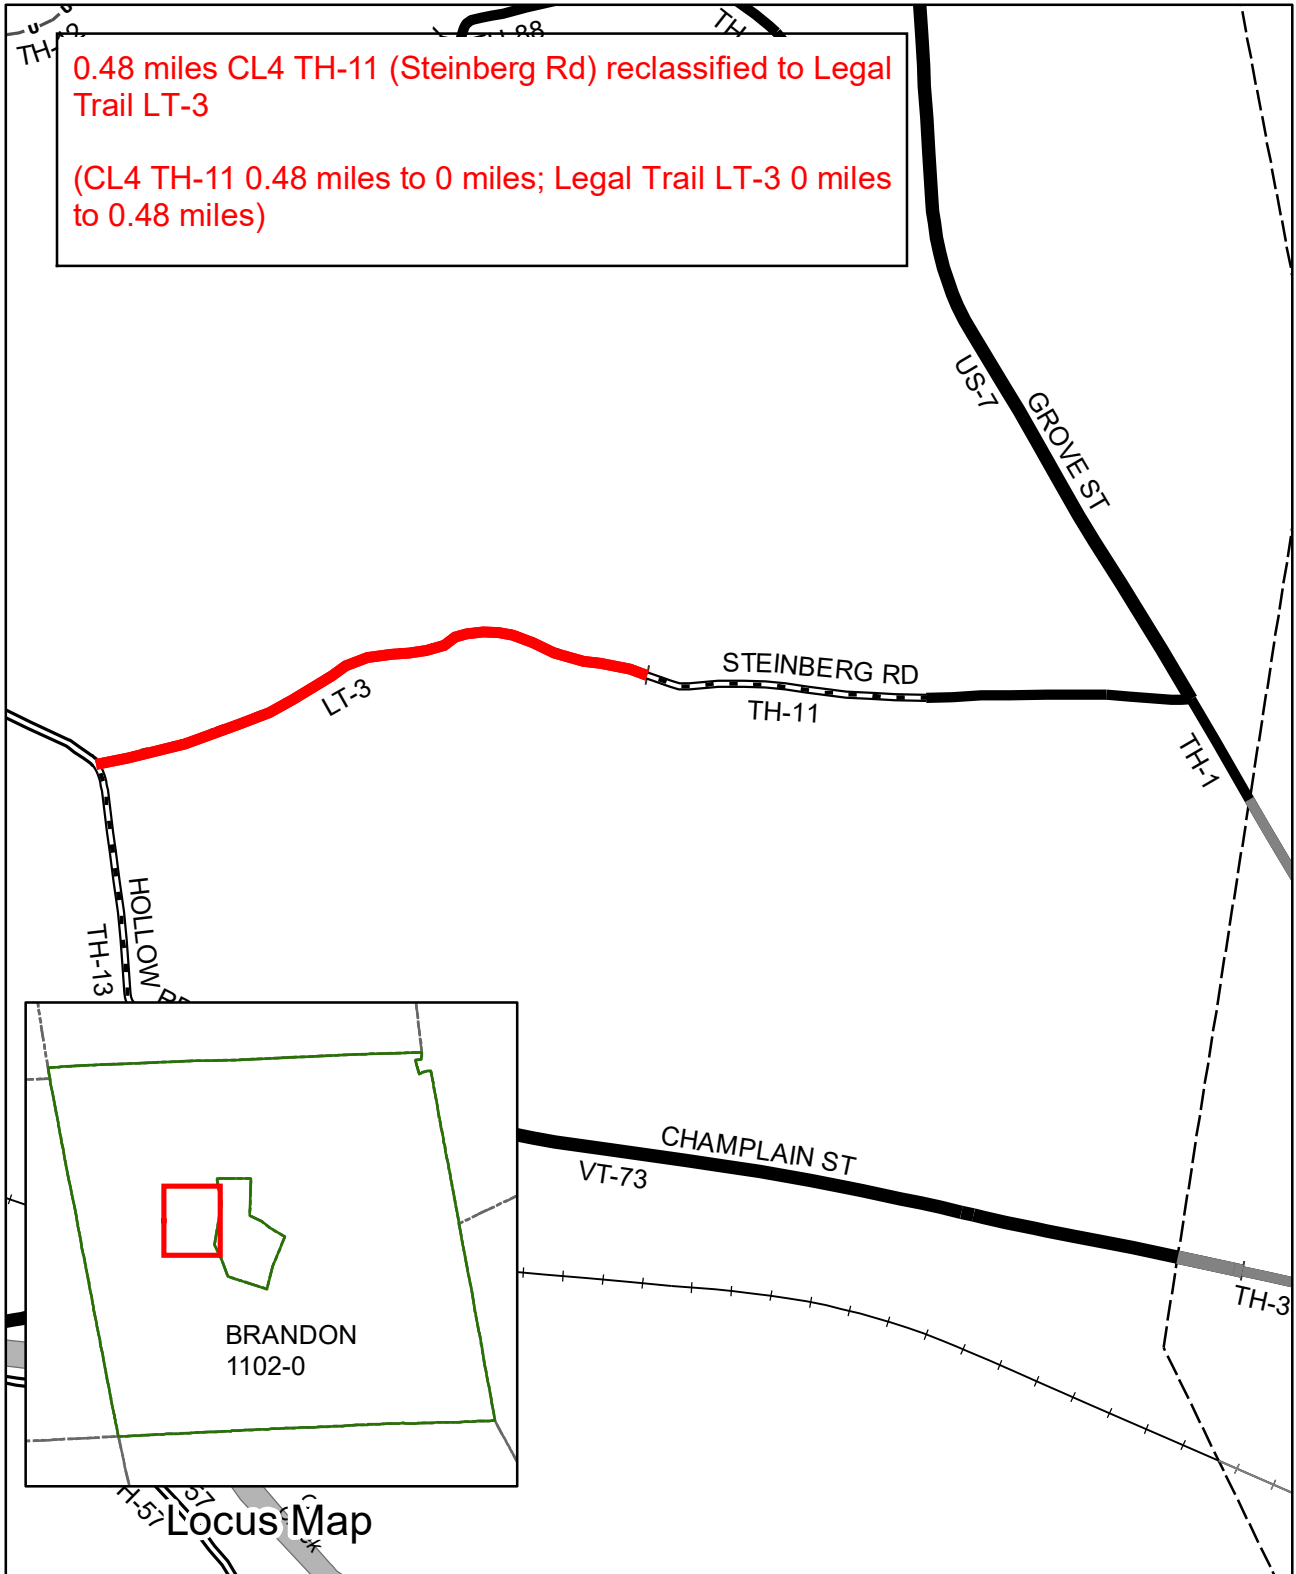 0.48 miles CL4 TH-11 (Steinberg Rd) reclassified to Legal
Trail LT-3
(CL4 TH-11 0.48 miles to 0 miles; Legal Trail LT-3 0 miles
to 0.48 miles)
US-7
GROVE ST
STEINBERG RD
TH-11
LT-3
TH-1
HOLLOW
TH-13
CHAMPLAIN ST
VT-73
TH-3
BRANDON
1102-0
Locus Map